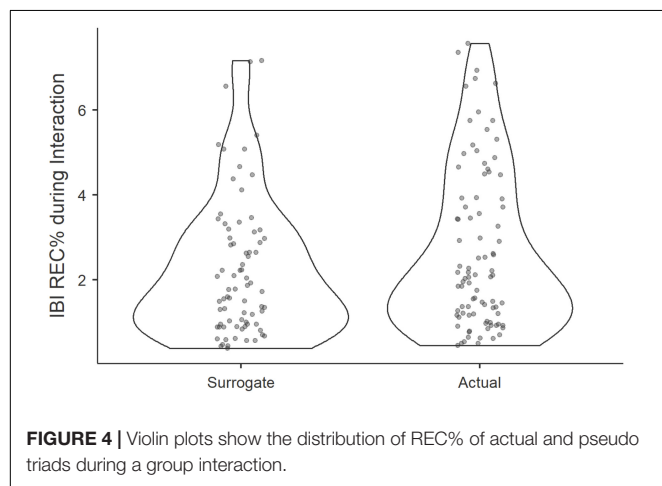 IBI REC% during Interaction
6
4
2
Surrogate
Actual
FIGURE 4 | Violin plots show the distribution of REC% of actual and pseudo
triads during a group interaction.